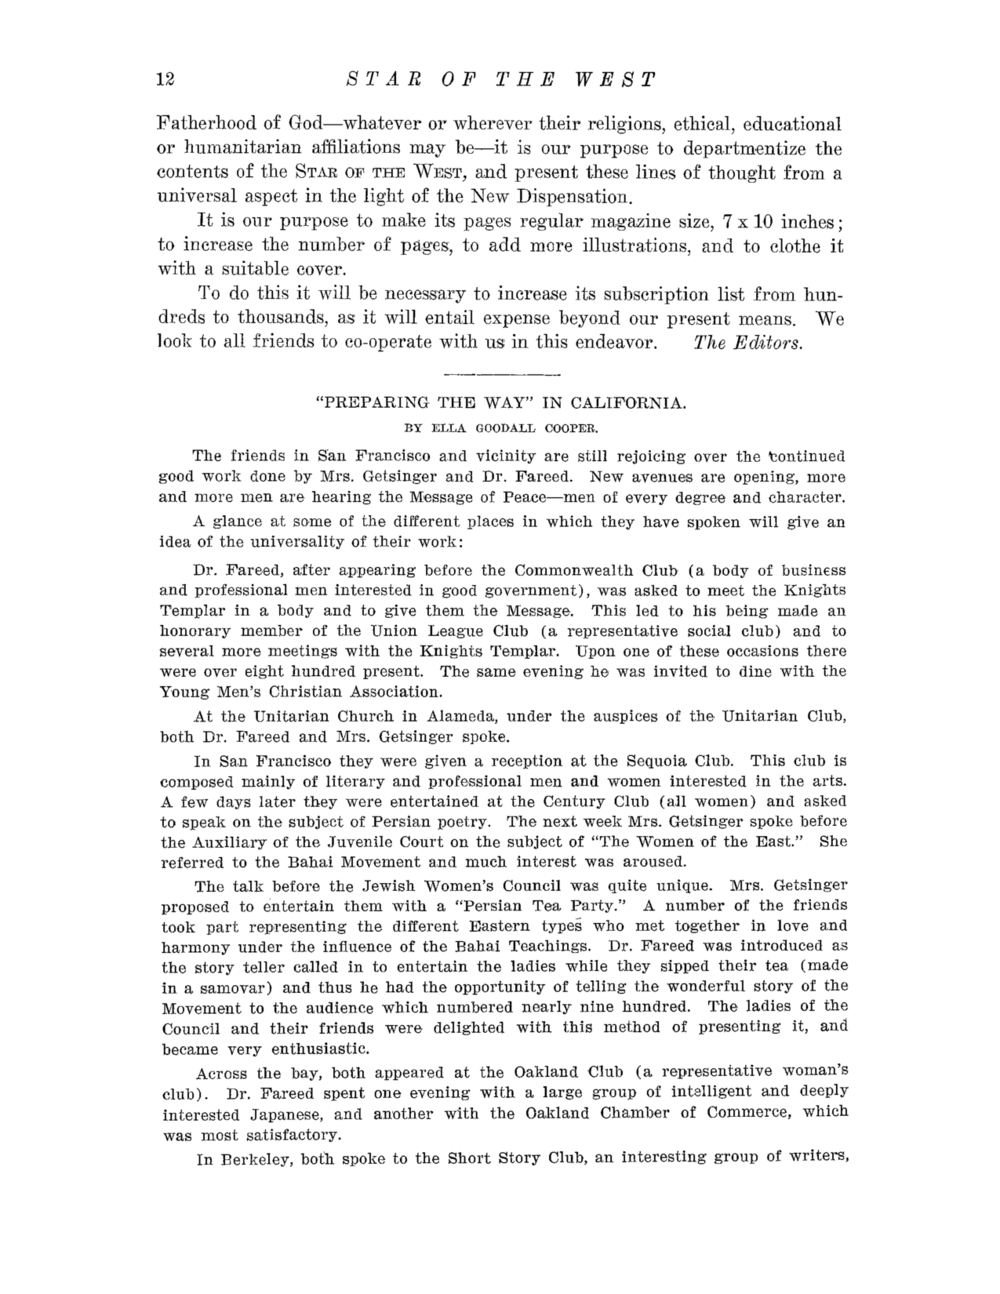 12 STAR OF THE WEST
Fatherhood of God—whatever or wherever their religions, ethical, educational
or humanitarian affiliations may be—it is our purpose to departmentize the
contents of the STAR OF THE WEST, and present these lines of thought from a
universal aspect in the light of the New Dispensation.
It is our purpose to make its pages regular magazine size, 7 x 10 inches;
to increase the number of pages, to add more illustrations, and to clothe it
with a suitable cover.
To do this it will be necessary to increase its subscription list from hun-
dreds to thousands, as it will entail expense beyond our present means. We
look to all friends to co-operate with us in this endeavor. The Editors.
"PREPARING THE WAY" IN CALIFORNIA.
BY ELLA GOODALL COOPER.
The friends in San Francisco and vicinity are still rejoicing over the continued
good work done by Mrs. Getsinger and Dr. Fareed. New avenues are opening, more
and more men are hearing the Message of Peace—men of every degree and character.
A glance at some of the different places in which they have spoken will give an
idea of the universality of their work:
Dr. Fareed, after appearing before the Commonwealth Club (a body of business
and professional men interested in good government), was asked to meet the Knights
Templar in a body and to give them the Message. This led to his being made an
honorary member of the Union League Club (a representative social club) and to
several more meetings with the Knights Templar. Upon one of these occasions there
were over eight hundred present. The same evening he was invited to dine with the
Young Men's Christian Association.
At the Unitarian Church in Alameda, under the auspices of the Unitarian Club,
both Dr. Fareed and Mrs. Getsinger spoke.
In San Francisco they were given a reception at the Sequoia Club. This club is
composed mainly of literary and professional men and women interested in the arts.
A few days later they were entertained at the Century Club (all women) and asked
to speak on the subject of Persian poetry. The next week Mrs. Getsinger spoke before
the Auxiliary of the Juvenile Court on the subject of "The Women of the East." She
referred to the Bahai Movement and much interest was aroused.
The talk before the Jewish Women's Council was quite unique. Mrs. Getsinger
proposed to entertain them with a "Persian Tea Party." A number of the friends
took part representing the different Eastern types who met together in love and
harmony under the influence of the Bahai Teachings. Dr. Fareed was introduced as
the story teller called in to entertain the ladies while they sipped their tea (made
in a samovar) and thus he had the opportunity of telling the wonderful story of the
Movement to the audience which numbered nearly nine hundred. The ladies of the
Council and their friends were delighted with this method of presenting it, and
became very enthusiastic.
Across the bay, both appeared at the Oakland Club (a representative woman's
club). Dr. Fareed spent one evening with a large group of intelligent and deeply
interested Japanese, and another with the Oakland Chamber of Commerce, which
was most satisfactory.
In Berkeley, both spoke to the Short Story Club, an interesting group of writers,